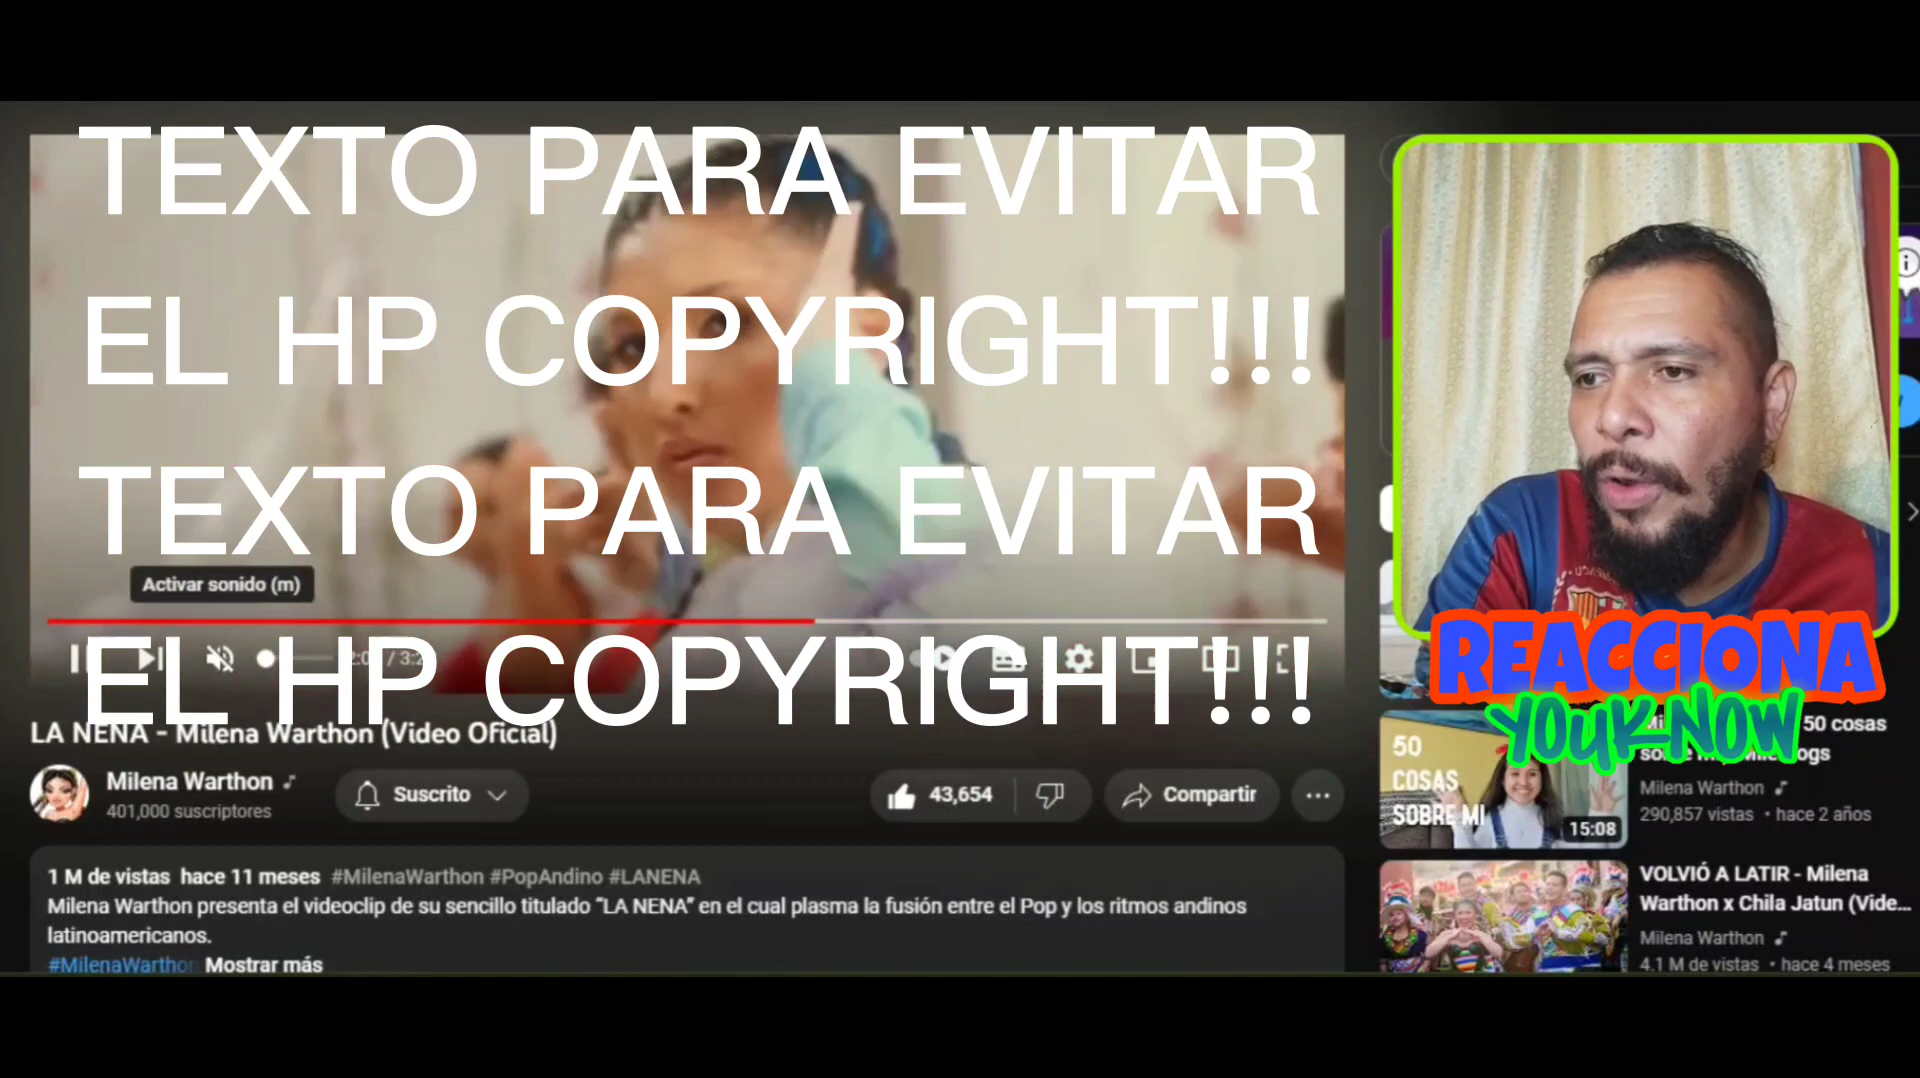 TEXTO PARA EVITAR
EL HP COPYRIGHT!!!
TEXTO PARA EVITAR
EL HP COPYRIGHT!!!
Activar sonido (m)
LA NENA - Milena Warthon (Video Oficial)
Milena Warthon
401,000 suscriptores
Suscrito
43,654
Compartir
1 M de vistas hace 11 meses #MilenaWarthon #PopAndino #LANENA
Milena Warthon presenta el videoclip de su sencillo titulado “LA NENA” en el cual plasma la fusión entre el Pop y los ritmos andinos
latinoamericanos.
#MilenaWarthon Mostrar más
REACCIONA
YOUKNOW
50
COSAS
SOBRE MI
15:08
50 cosas
Milena Warthon
290,857 vistas • hace 2 años
VOLVIÓ A LATIR - Milena
Warthon x Chila Jatun (Vide...
Milena Warthon
4.1 M de vistas • hace 4 meses